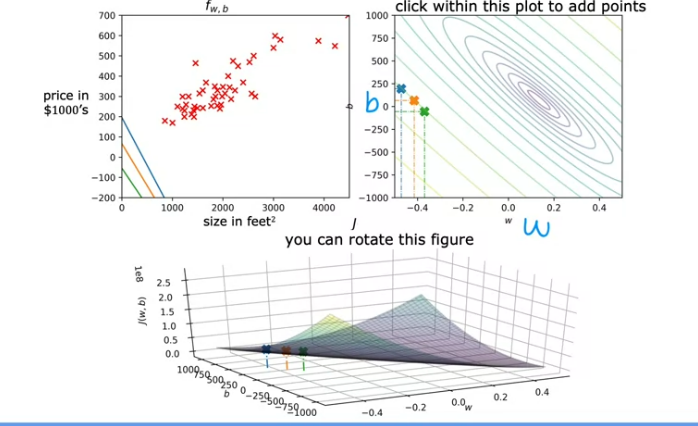 f w, b
click within this plot to add points
700
600
500
400
300
200
100
0
−100
−200
price in
$1000's
0 1000 2000 3000 4000
size in feet²
1000
750
500
250
0
−250
−500
−750
−1000
b
b
−0.4 −0.2 0.0 0.2 0.4
w
w
J
you can rotate this figure
1e8
2.5
2.0
1.5
1.0
0.5
0.0
J(w, b)
1000
750
500
250
0
−250
−500
−750
−1000
b
−0.4 −0.2 0.0 0.2 0.4
w